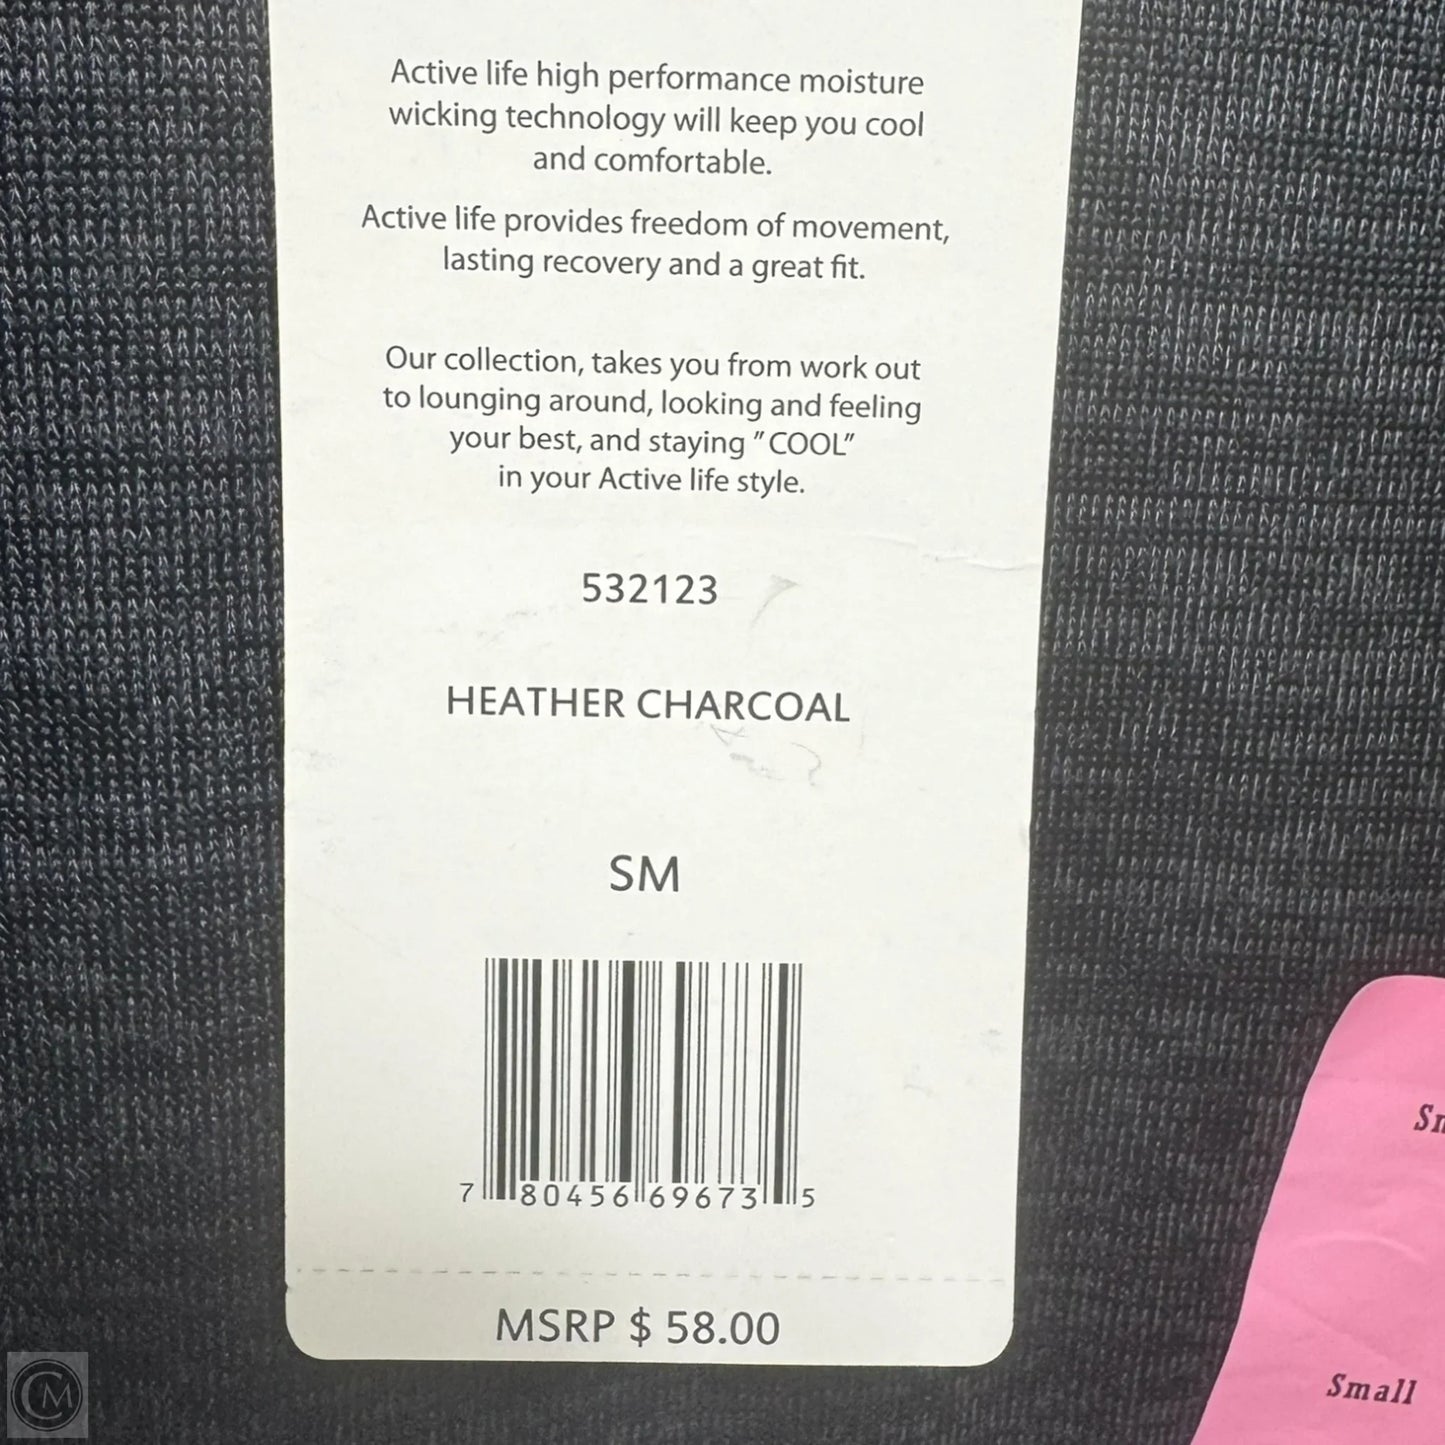 Active life high performance moisture
wicking technology will keep you cool
and comfortable.
Active life provides freedom of movement,
lasting recovery and a great fit.
Our collection, takes you from work out
to lounging around, looking and feeling
your best, and staying "COOL"
in your Active life style.
532123
HEATHER CHARCOAL
SM
7 80456 69673 5
MSRP $ 58.00
Small
CM